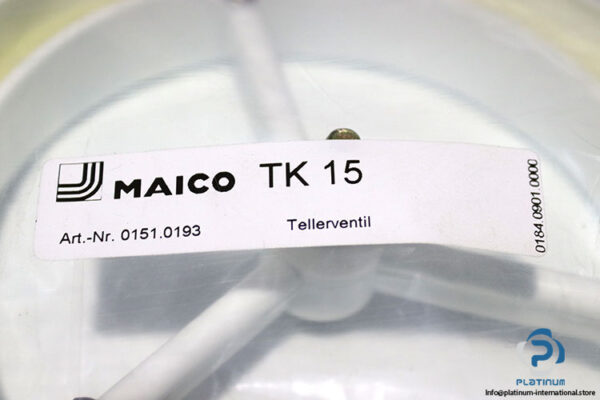 MAICO TK 15
Art.-Nr. 0151.0193 Tellerventil
0184.0901.0000
PLATINUM
Info@platinum-international.store